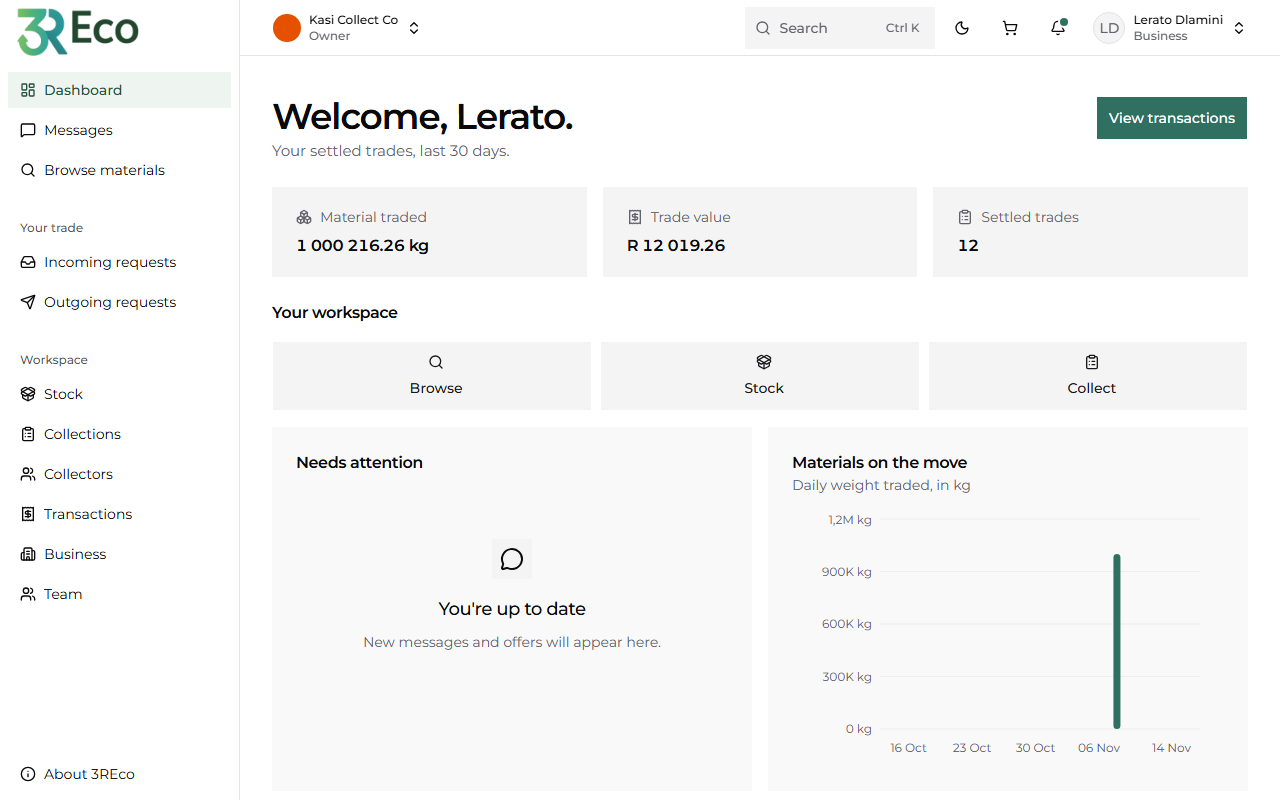 3REco
Kasi Collect Co
Owner
Search
Ctrl K
LD
Lerato Dlamini
Business
Dashboard
Messages
Browse materials
Your trade
Incoming requests
Outgoing requests
Workspace
Stock
Collections
Collectors
Transactions
Business
Team
About 3REco
Welcome, Lerato.
Your settled trades, last 30 days.
View transactions
Material traded
1 000 216.26 kg
Trade value
R 12 019.26
Settled trades
12
Your workspace
Browse
Stock
Collect
Needs attention
You're up to date
New messages and offers will appear here.
Materials on the move
Daily weight traded, in kg
1,2M kg
900K kg
600K kg
300K kg
0 kg
16 Oct
23 Oct
30 Oct
06 Nov
14 Nov